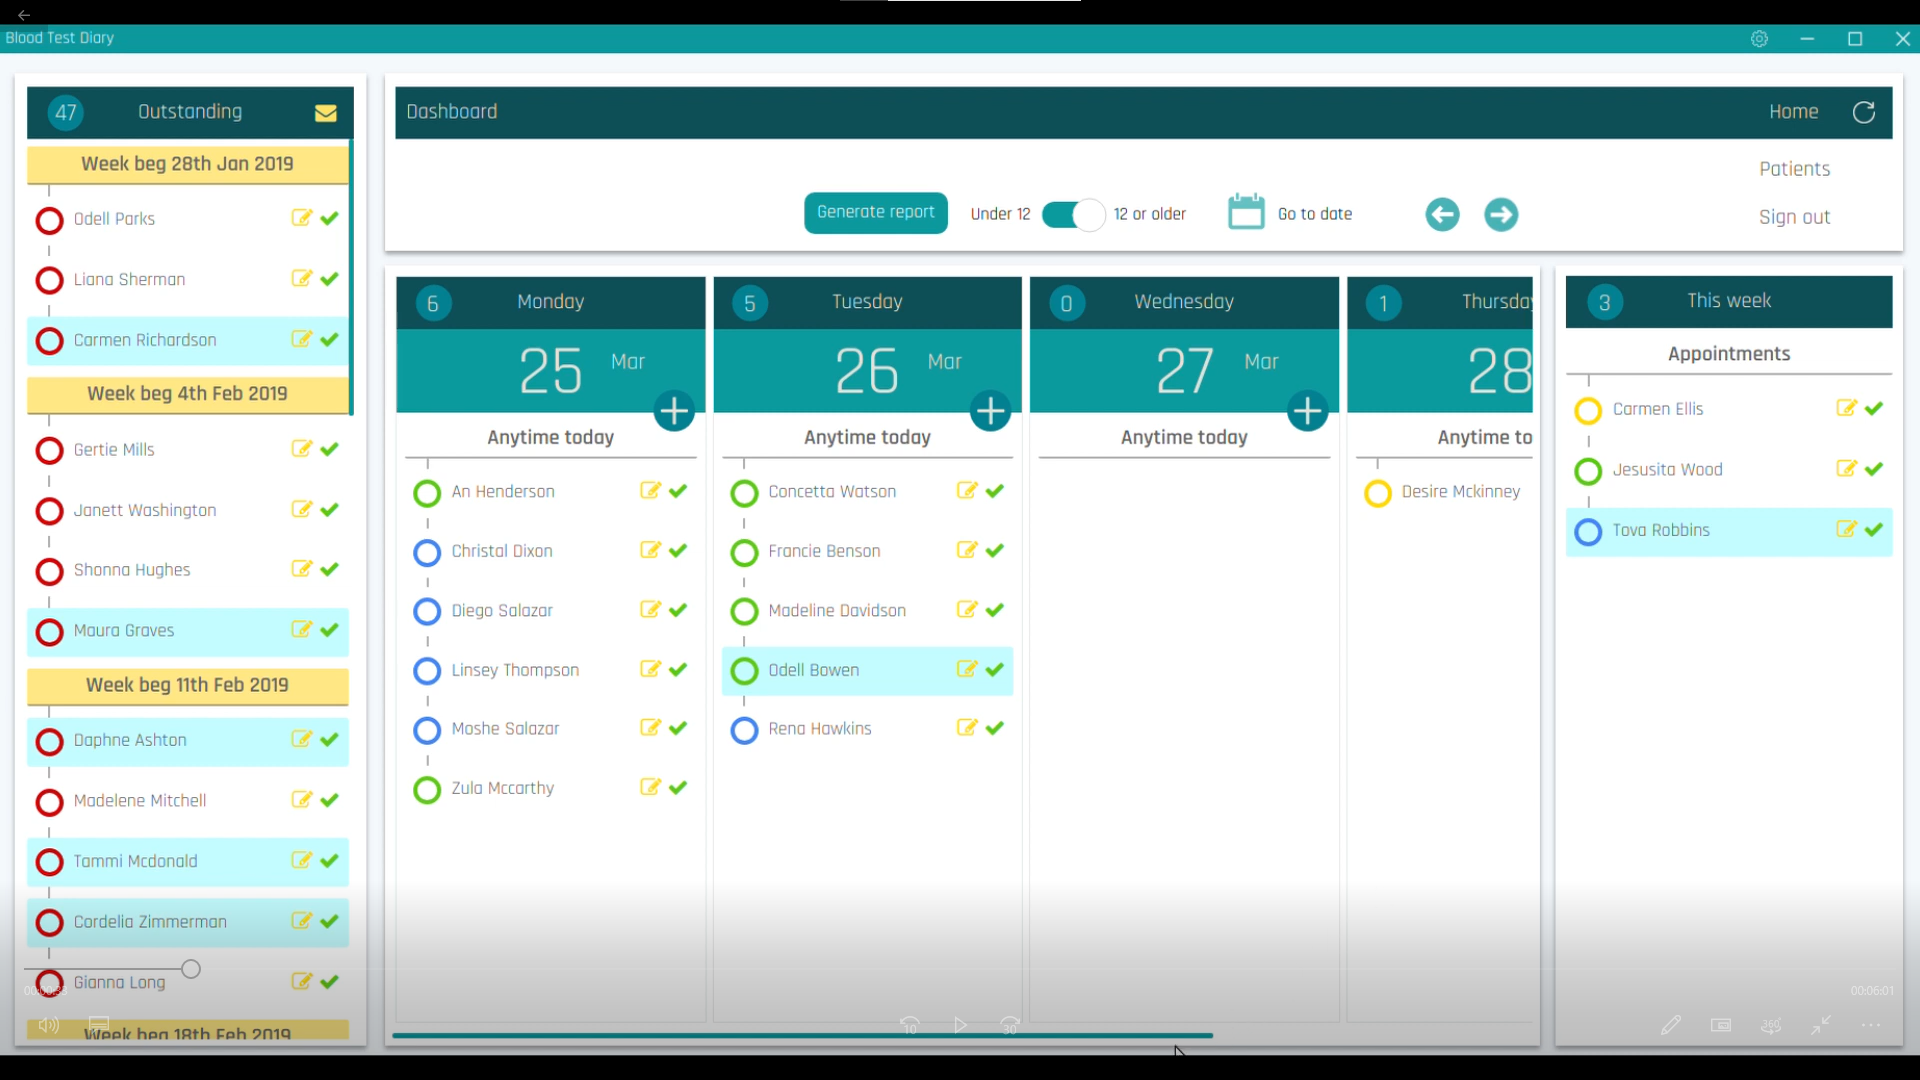 Blood Test Diary
47 Outstanding
Week beg 28th Jan 2019
Odell Parks
Liana Sherman
Carmen Richardson
Week beg 4th Feb 2019
Gertie Mills
Janett Washington
Shonna Hughes
Maura Graves
Week beg 11th Feb 2019
Daphne Ashton
Madelene Mitchell
Tammi Mcdonald
Cordelia Zimmerman
Gianna Long
Week beg 18th Feb 2019
Dashboard
Home
Patients
Sign out
Generate report
Under 12
12 or older
Go to date
6 Monday
25 Mar
Anytime today
An Henderson
Christal Dixon
Diego Salazar
Linsey Thompson
Moshe Salazar
Zula Mccarthy
5 Tuesday
26 Mar
Anytime today
Concetta Watson
Francie Benson
Madeline Davidson
Odell Bowen
Rena Hawkins
0 Wednesday
27 Mar
Anytime today
1 Thursday
28
Anytime to
Desire Mckinney
3 This week
Appointments
Carmen Ellis
Jesusita Wood
Tova Robbins
00:06:01
10
30
360